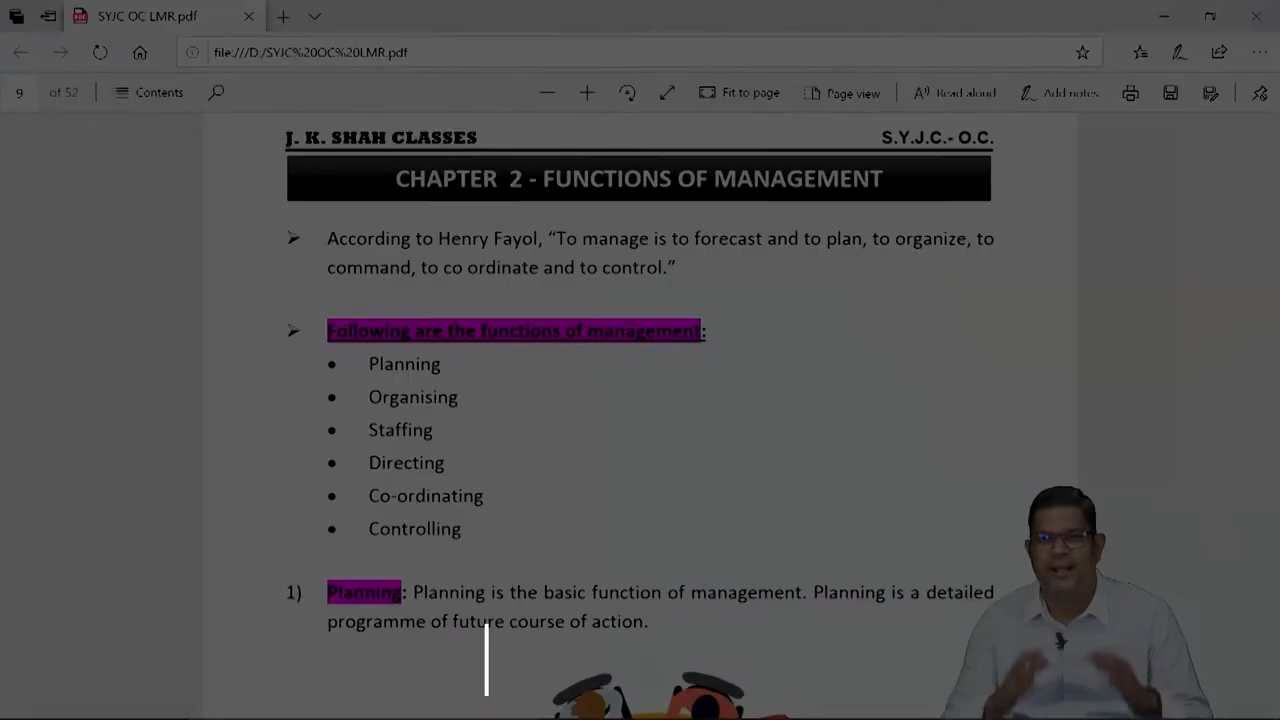 SYJC OC LMR.pdf
file:///D:/SYJC%20OC%20LMR.pdf
9 of 52 Contents Fit to page Page view Read aloud Add notes
J. K. SHAH CLASSES S.Y.J.C.- O.C.
CHAPTER 2 - FUNCTIONS OF MANAGEMENT
According to Henry Fayol, “To manage is to forecast and to plan, to organize, to
command, to co ordinate and to control.”
Following are the functions of management:
Planning
Organising
Staffing
Directing
Co-ordinating
Controlling
1) Planning: Planning is the basic function of management. Planning is a detailed
programme of future course of action.